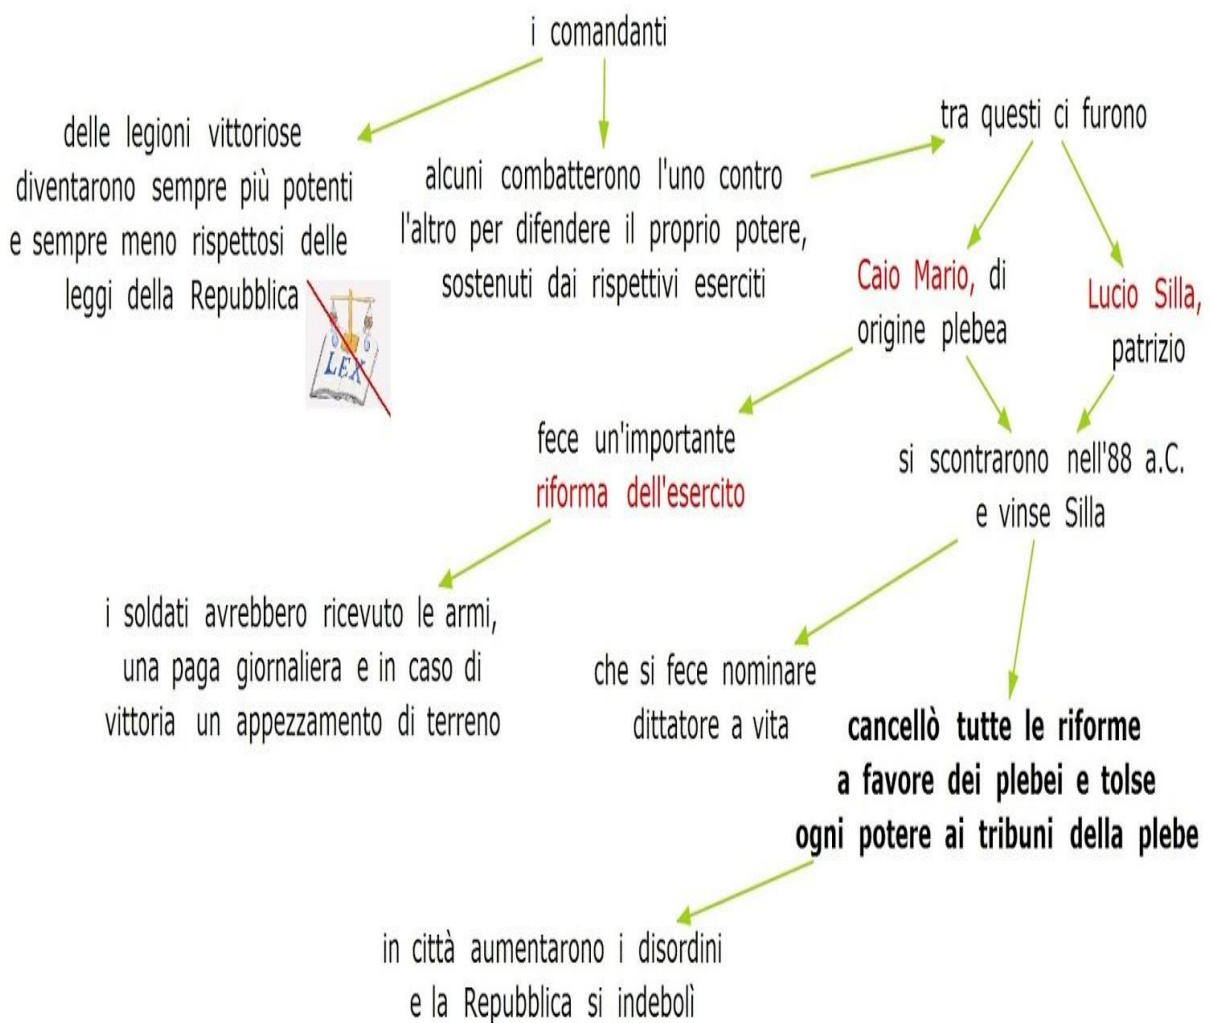 i comandanti
delle legioni vittoriose
diventarono sempre più potenti
e sempre meno rispettosi delle
leggi della Repubblica
LEX
alcuni combatterono l'uno contro
l'altro per difendere il proprio potere,
sostenuti dai rispettivi eserciti
tra questi ci furono
Caio Mario, di
origine plebea
Lucio Silla,
patrizio
fece un'importante
riforma dell'esercito
si scontrarono nell'88 a.C.
e vinse Silla
i soldati avrebbero ricevuto le armi,
una paga giornaliera e in caso di
vittoria un appezzamento di terreno
che si fece nominare
dittatore a vita
cancellò tutte le riforme
a favore dei plebei e tolse
ogni potere ai tribuni della plebe
in città aumentarono i disordini
e la Repubblica si indebolì